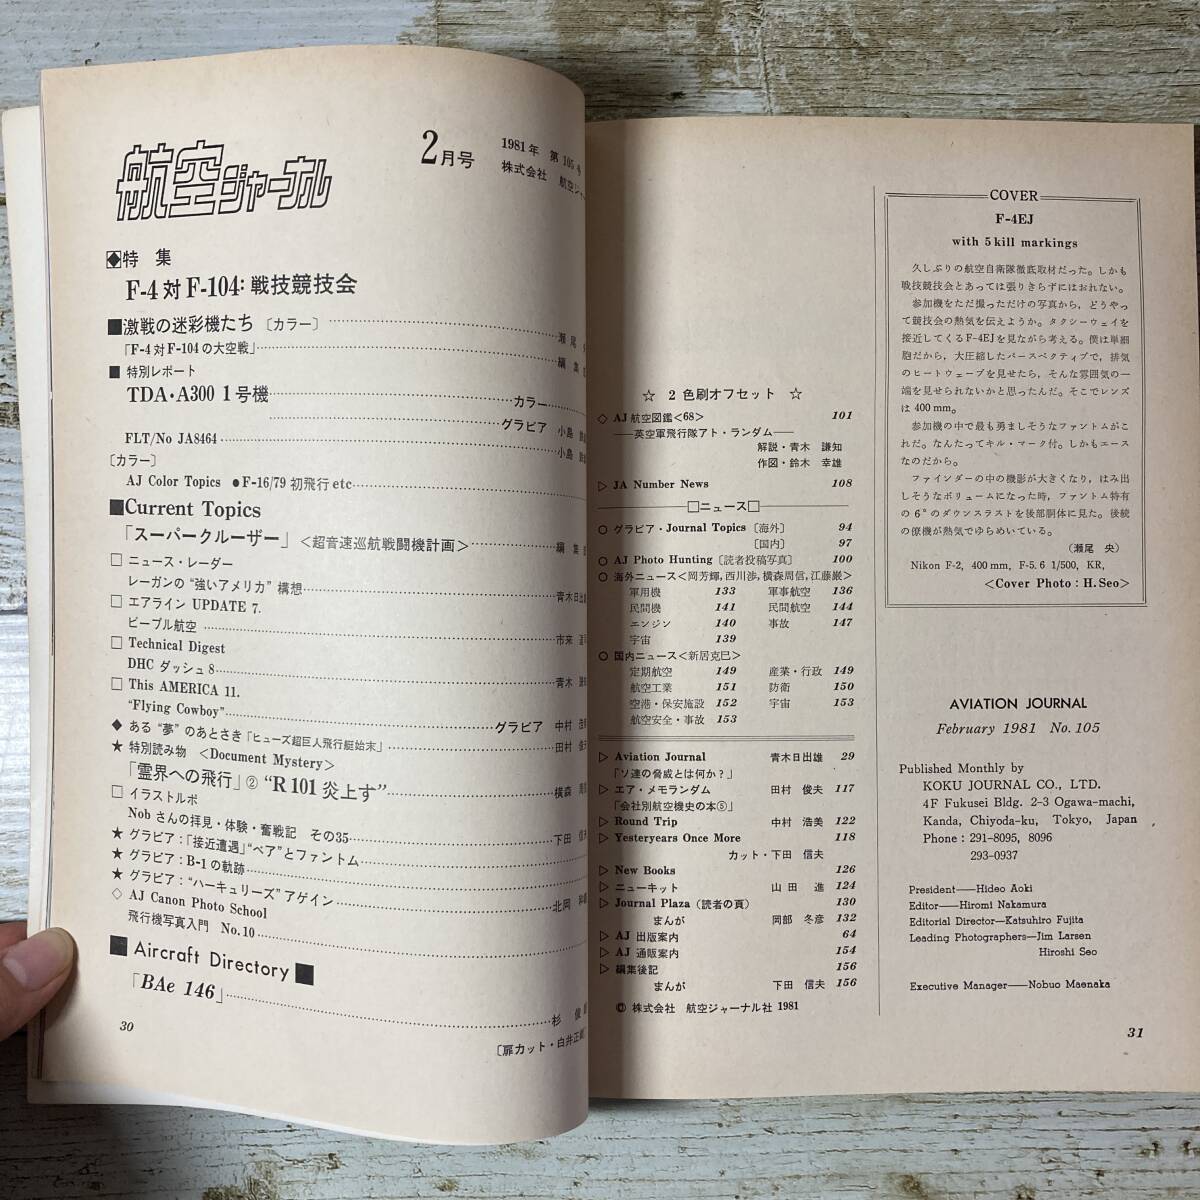 航空ジャーナル
2月号
1981年 第105号
株式会社 航空ジャ
◆特 集
F-4対F-104:戦技競技会
■激戦の迷彩機たち〔カラー〕 瀬尾
「F-4対F-104の大空戦」 編集
■特別レポート
TDA・A300 1号機 カラー
グラビア 小島
FLT/No JA8464 小島
〔カラー〕
AJ Color Topics ●F-16/79 初飛行 etc
■Current Topics
「スーパークルーザー」<超音速巡航戦闘機計画> 編集
□ニュース・レーダー
レーガンの“強いアメリカ”構想 青木日出
□エアライン UPDATE 7.
ピープル航空 市来
□Technical Digest
DHC ダッシュ8 青木
□This AMERICA 11.
“Flying Cowboy” グラビア 中村
◆ある“夢”のあとさき「ヒューズ超巨人飛行艇始末」 田村
★特別読み物 <Document Mystery>
「霊界への飛行」② “R101 炎上す” 横森
□イラストルポ
Nob さんの拝見・体験・奮戦記 その35 下田
★グラビア:「接近遭遇」“ベア”とファントム
★グラビア:B-1の軌跡
★グラビア:“ハーキュリーズ”アゲイン 北岡
◇AJ Canon Photo School
飛行機写真入門 No.10
■Aircraft Directory■
「BAe 146」 杉
〔扉カット・白井正
30
☆ 2色刷オフセット ☆
◇AJ 航空図鑑<68> 101
—英空軍飛行隊アト・ランダム—
解説・青木 謙知
作図・鈴木 幸雄
▷JA Number News 108
□ニュース□
○グラビア・Journal Topics〔海外〕 94
〔国内〕 97
○AJ Photo Hunting〔読者投稿写真〕 100
○海外ニュース<岡芳輝,西川渉,横森周信,江藤巌>
軍用機 133 軍事航空 136
民間機 141 民間航空 144
エンジン 140 事故 147
宇宙 139
○国内ニュース<新居克巳>
定期航空 149 産業・行政 149
航空工業 151 防衛 150
空港・保安施設 152 宇宙 153
航空安全・事故 153
▷Aviation Journal 青木日出雄 29
「ソ連の脅威とは何か?」
▷エア・メモランダム 田村 俊夫 117
「会社別航空機史の本⑤」
▷Round Trip 中村 浩美 122
▷Yesteryears Once More 118
カット・下田 信夫
▷New Books 126
▷ニューキット 山田 進 124
▷Journal Plaza(読者の頁) 130
まんが 岡部 冬彦 132
▷AJ 出版案内 64
▷AJ 通販案内 154
▷編集後記 156
まんが 下田 信夫 156
© 株式会社 航空ジャーナル社 1981
COVER
F-4EJ
with 5 kill markings
久しぶりの航空自衛隊徹底取材だった。しかも
戦技競技会とあっては張りきらずにはおれない。
参加機をただ撮っただけの写真から、どうやっ
て競技会の熱気を伝えようか。タクシーウェイを
接近してくるF-4EJを見ながら考える。僕は単細
胞だから,大圧縮したパースペクティブで,排気
のヒートウェーブを見せたら,そんな雰囲気の一
端を見せられないかと思ったんだ。そこでレンズ
は400mm。
参加機の中で最も勇ましそうなファントムがこ
れだ。なんたってキル・マーク付。しかもエース
なのだから。
ファインダーの中の機影が大きくなり,はみ出
しそうなボリュームになった時,ファントム特有
の6°のダウンスラストを後部胴体に見た。後続
の僚機が熱気でゆらめいている。
(瀬尾 央)
Nikon F-2, 400mm, F-5.6 1/500, KR,
<Cover Photo : H.Seo>
AVIATION JOURNAL
February 1981 No.105
Published Monthly by
KOKU JOURNAL CO., LTD.
4F Fukusei Bldg. 2-3 Ogawa-machi,
Kanda, Chiyoda-ku, Tokyo, Japan
Phone : 291-8095, 8096
293-0937
President—Hideo Aoki
Editor—Hiromi Nakamura
Editorial Director—Katsuhiro Fujita
Leading Photographers—Jim Larsen
Hiroshi Seo
Executive Manager—Nobuo Maenaka
31